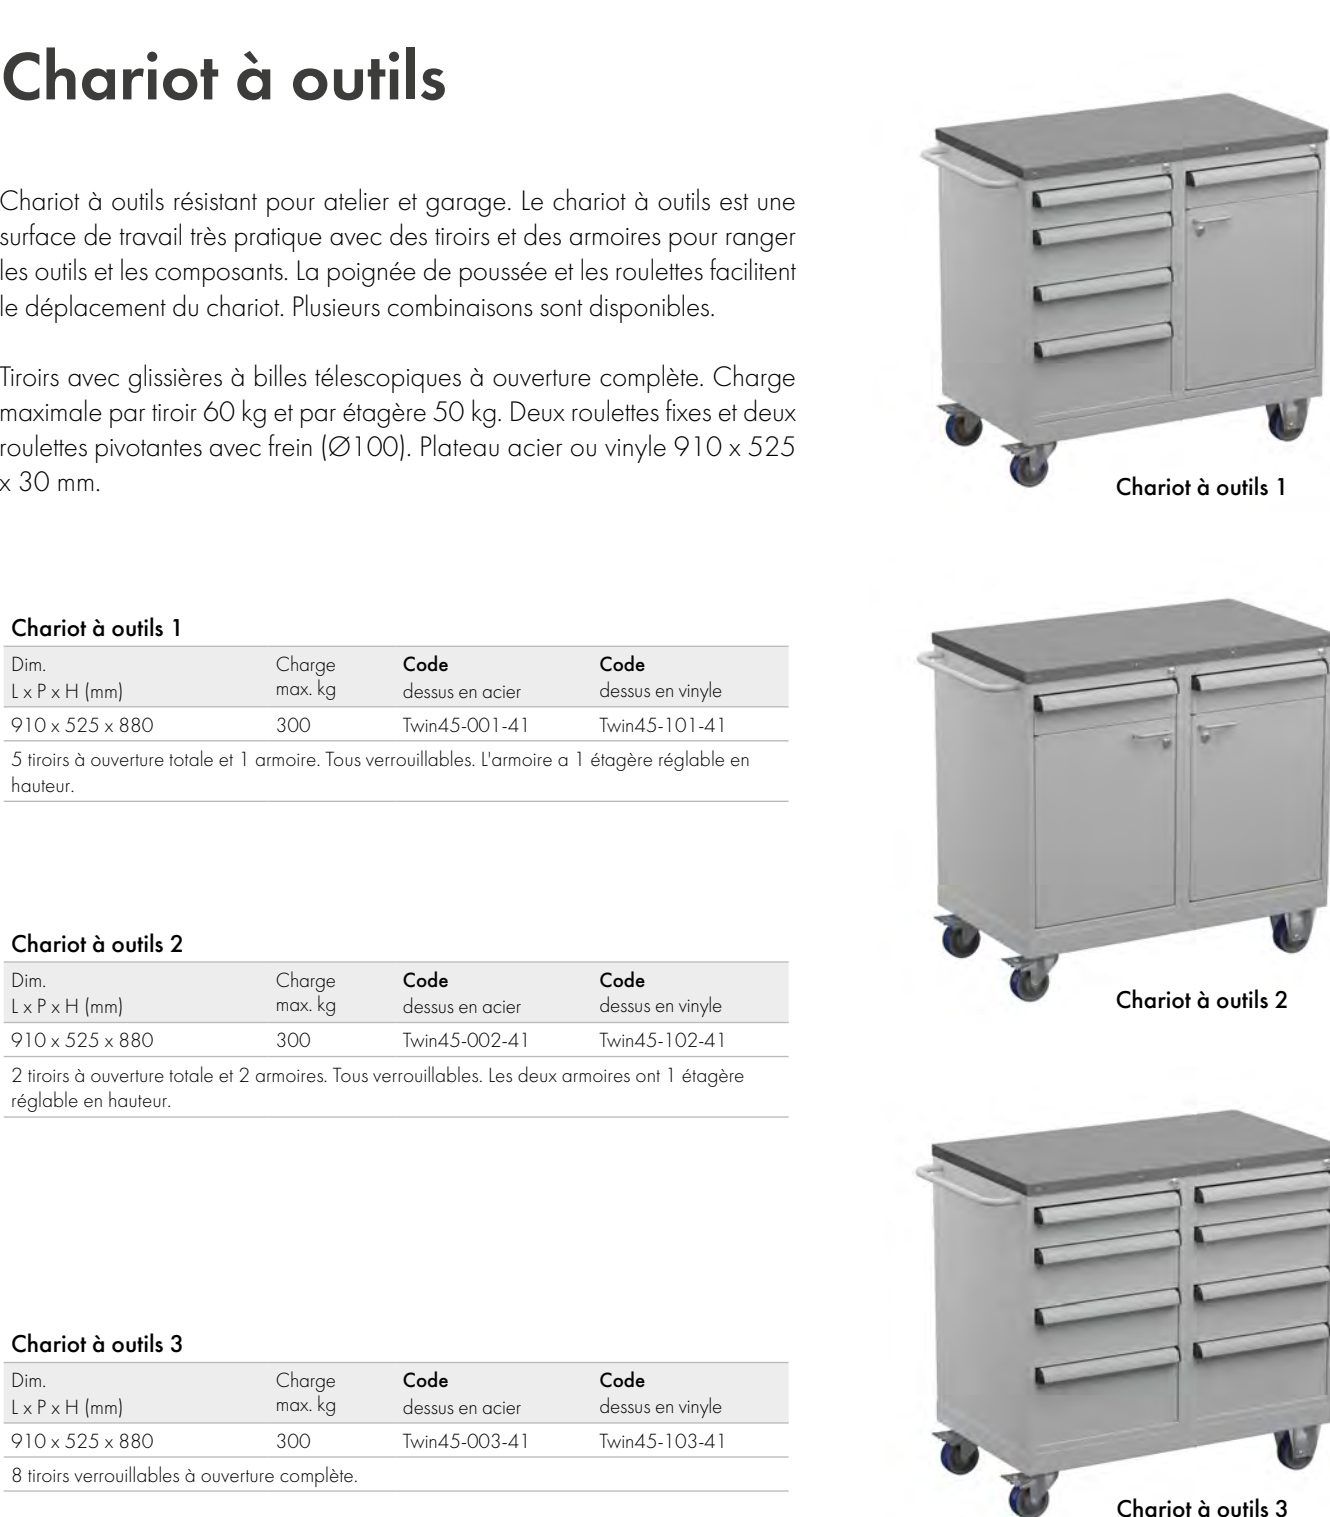 Chariot à outils
Chariot à outils résistant pour atelier et garage. Le chariot à outils est une
surface de travail très pratique avec des tiroirs et des armoires pour ranger
les outils et les composants. La poignée de poussée et les roulettes facilitent
le déplacement du chariot. Plusieurs combinaisons sont disponibles.
Tiroirs avec glissières à billes télescopiques à ouverture complète. Charge
maximale par tiroir 60 kg et par étagère 50 kg. Deux roulettes fixes et deux
roulettes pivotantes avec frein (Ø100). Plateau acier ou vinyle 910 x 525
x 30 mm.
Chariot à outils 1
Chariot à outils 1
Dim. Charge Code Code
L x P x H (mm) max. kg dessus en acier dessus en vinyle
910 x 525 x 880 300 Twin45-001-41 Twin45-101-41
5 tiroirs à ouverture totale et 1 armoire. Tous verrouillables. L'armoire a 1 étagère réglable en
hauteur.
Chariot à outils 2
Dim. Charge Code Code
L x P x H (mm) max. kg dessus en acier dessus en vinyle
910 x 525 x 880 300 Twin45-002-41 Twin45-102-41
2 tiroirs à ouverture totale et 2 armoires. Tous verrouillables. Les deux armoires ont 1 étagère
réglable en hauteur.
Chariot à outils 2
Chariot à outils 3
Dim. Charge Code Code
L x P x H (mm) max. kg dessus en acier dessus en vinyle
910 x 525 x 880 300 Twin45-003-41 Twin45-103-41
8 tiroirs verrouillables à ouverture complète.
Chariot à outils 3